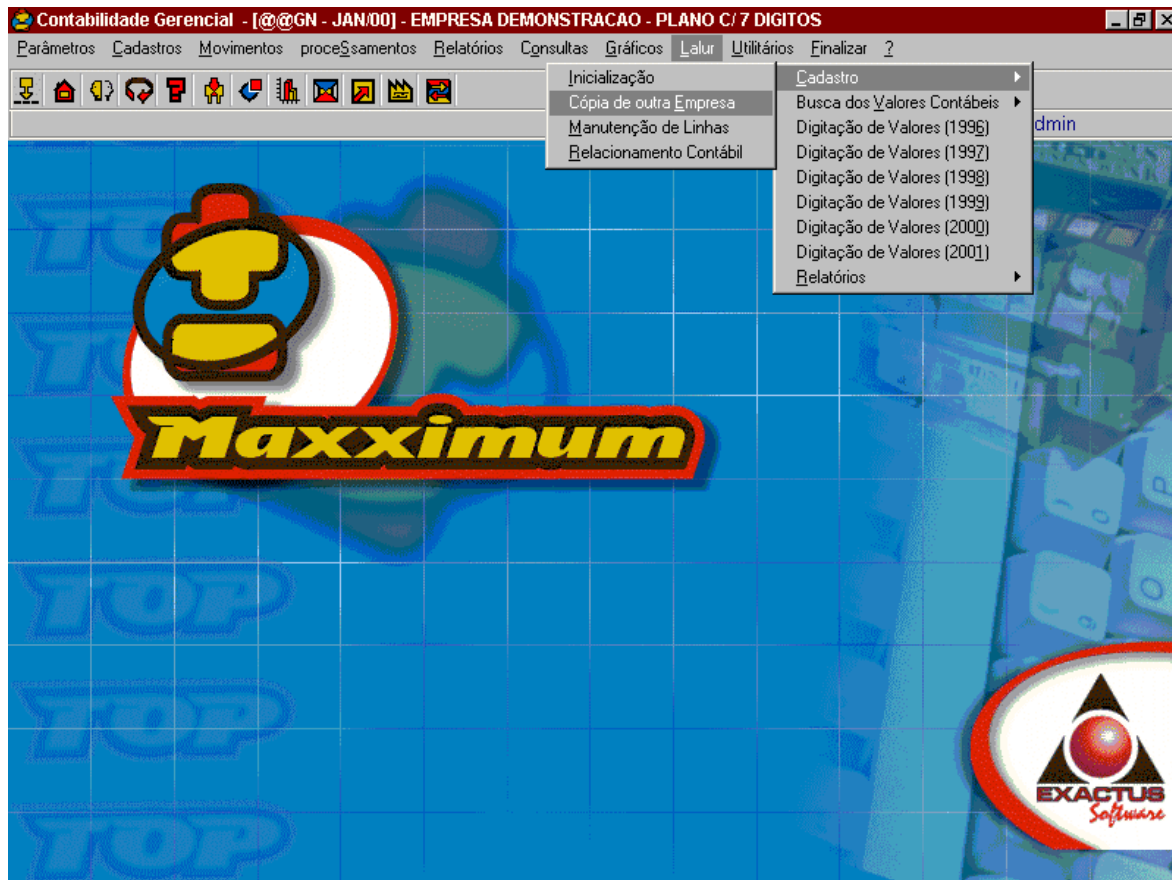 Contabilidade Gerencial - [@@GN - JAN/00] - EMPRESA DEMONSTRACAO - PLANO C/ 7 DIGITOS
Parâmetros Cadastros Movimentos proceSsamentos Relatórios Consultas Gráficos Lalur Utilitários Finalizar ?
Inicialização
Cópia de outra Empresa
Manutenção de Linhas
Relacionamento Contábil
Cadastro
Busca dos Valores Contábeis
Digitação de Valores (1996)
Digitação de Valores (1997)
Digitação de Valores (1998)
Digitação de Valores (1999)
Digitação de Valores (2000)
Digitação de Valores (2001)
Relatórios
dmin
Maxximum
TOP
TOP
TOP
EXACTUS
Software